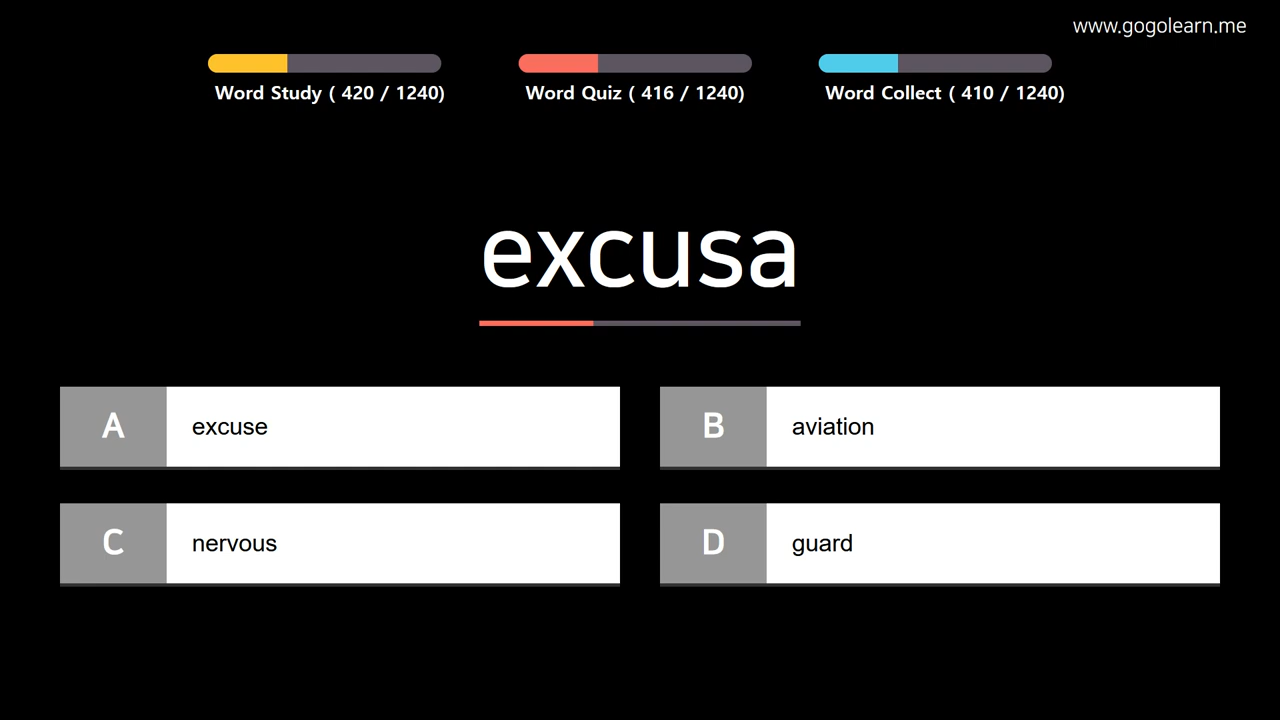 www.gogolearn.me
Word Study ( 420 / 1240)
Word Quiz ( 416 / 1240)
Word Collect ( 410 / 1240)
excusa
A excuse
B aviation
C nervous
D guard